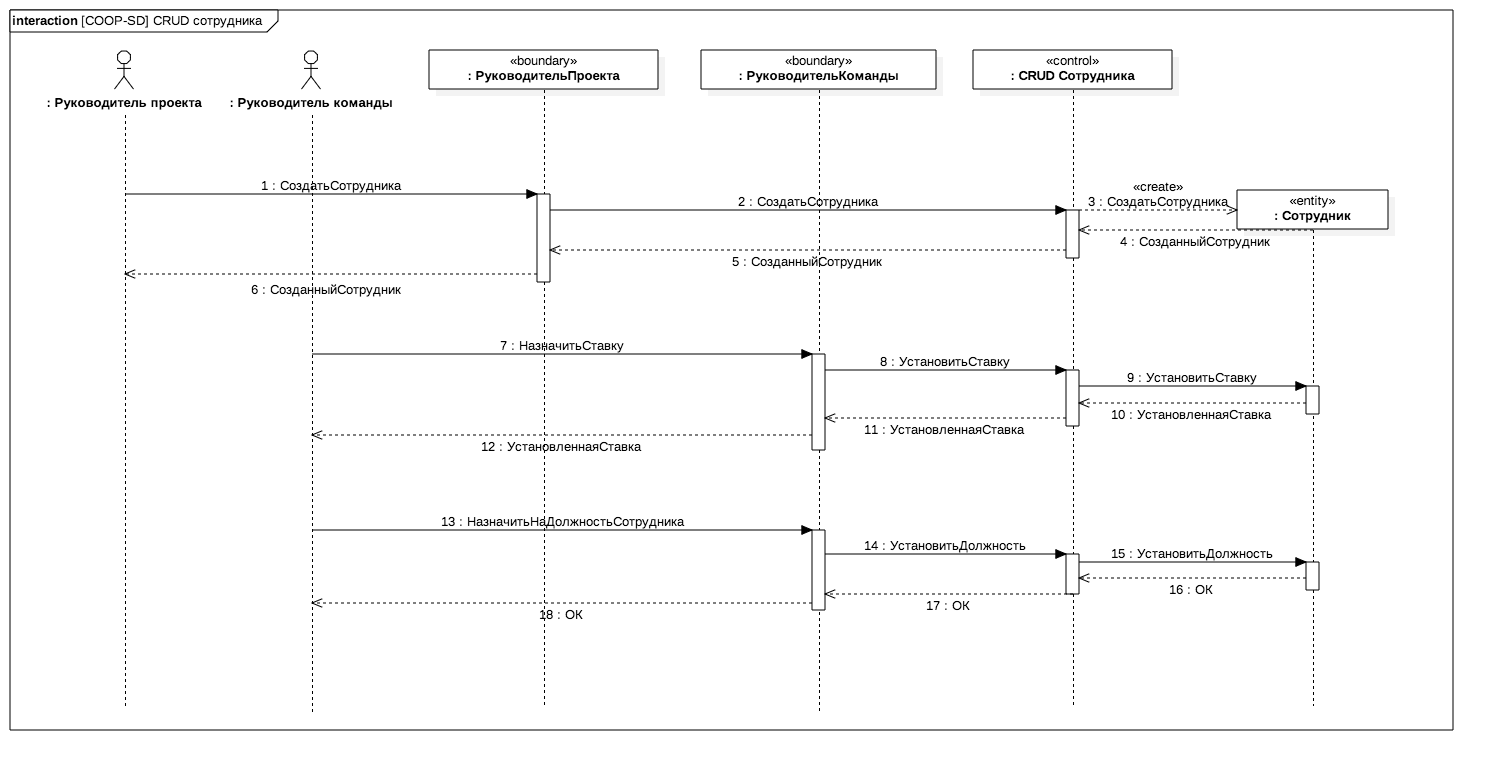 interaction [COOP-SD] CRUD сотрудника
: Руководитель проекта
: Руководитель команды
«boundary»
: РуководительПроекта
«boundary»
: РуководительКоманды
«control»
: CRUD Сотрудника
1 : СоздатьСотрудника
2 : СоздатьСотрудника
«create»
3 : СоздатьСотрудника
«entity»
: Сотрудник
4 : СозданныйСотрудник
5 : СозданныйСотрудник
6 : СозданныйСотрудник
7 : НазначитьСтавку
8 : УстановитьСтавку
9 : УстановитьСтавку
10 : УстановленнаяСтавка
11 : УстановленнаяСтавка
12 : УстановленнаяСтавка
13 : НазначитьНаДолжностьСотрудника
14 : УстановитьДолжность
15 : УстановитьДолжность
16 : ОК
17 : ОК
18 : ОК